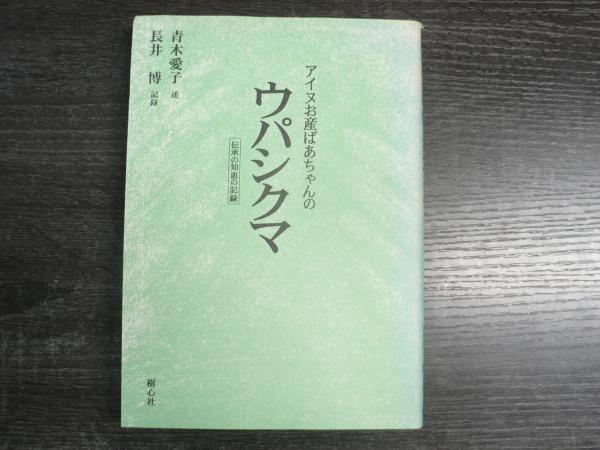 アイヌお産ばあちゃんの
ウパシクマ
伝承の知恵の記録
青木愛子 述
長井 博 記録
樹心社